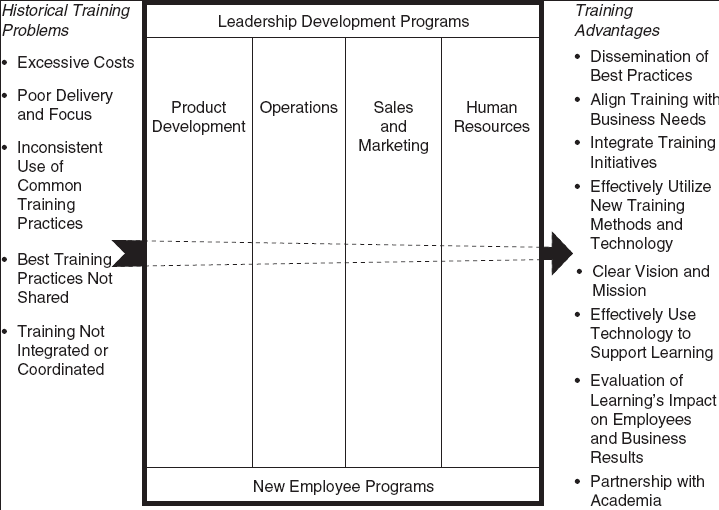 Historical Training
Problems
• Excessive Costs
• Poor Delivery
and Focus
• Inconsistent
Use of
Common
Training
Practices
• Best Training
Practices Not
Shared
• Training Not
Integrated or
Coordinated
Leadership Development Programs
Product
Development
Operations
Sales
and
Marketing
Human
Resources
New Employee Programs
Training
Advantages
• Dissemination of
Best Practices
• Align Training with
Business Needs
• Integrate Training
Initiatives
• Effectively Utilize
New Training
Methods and
Technology
• Clear Vision and
Mission
• Effectively Use
Technology to
Support Learning
• Evaluation of
Learning’s Impact
on Employees
and Business
Results
• Partnership with
Academia